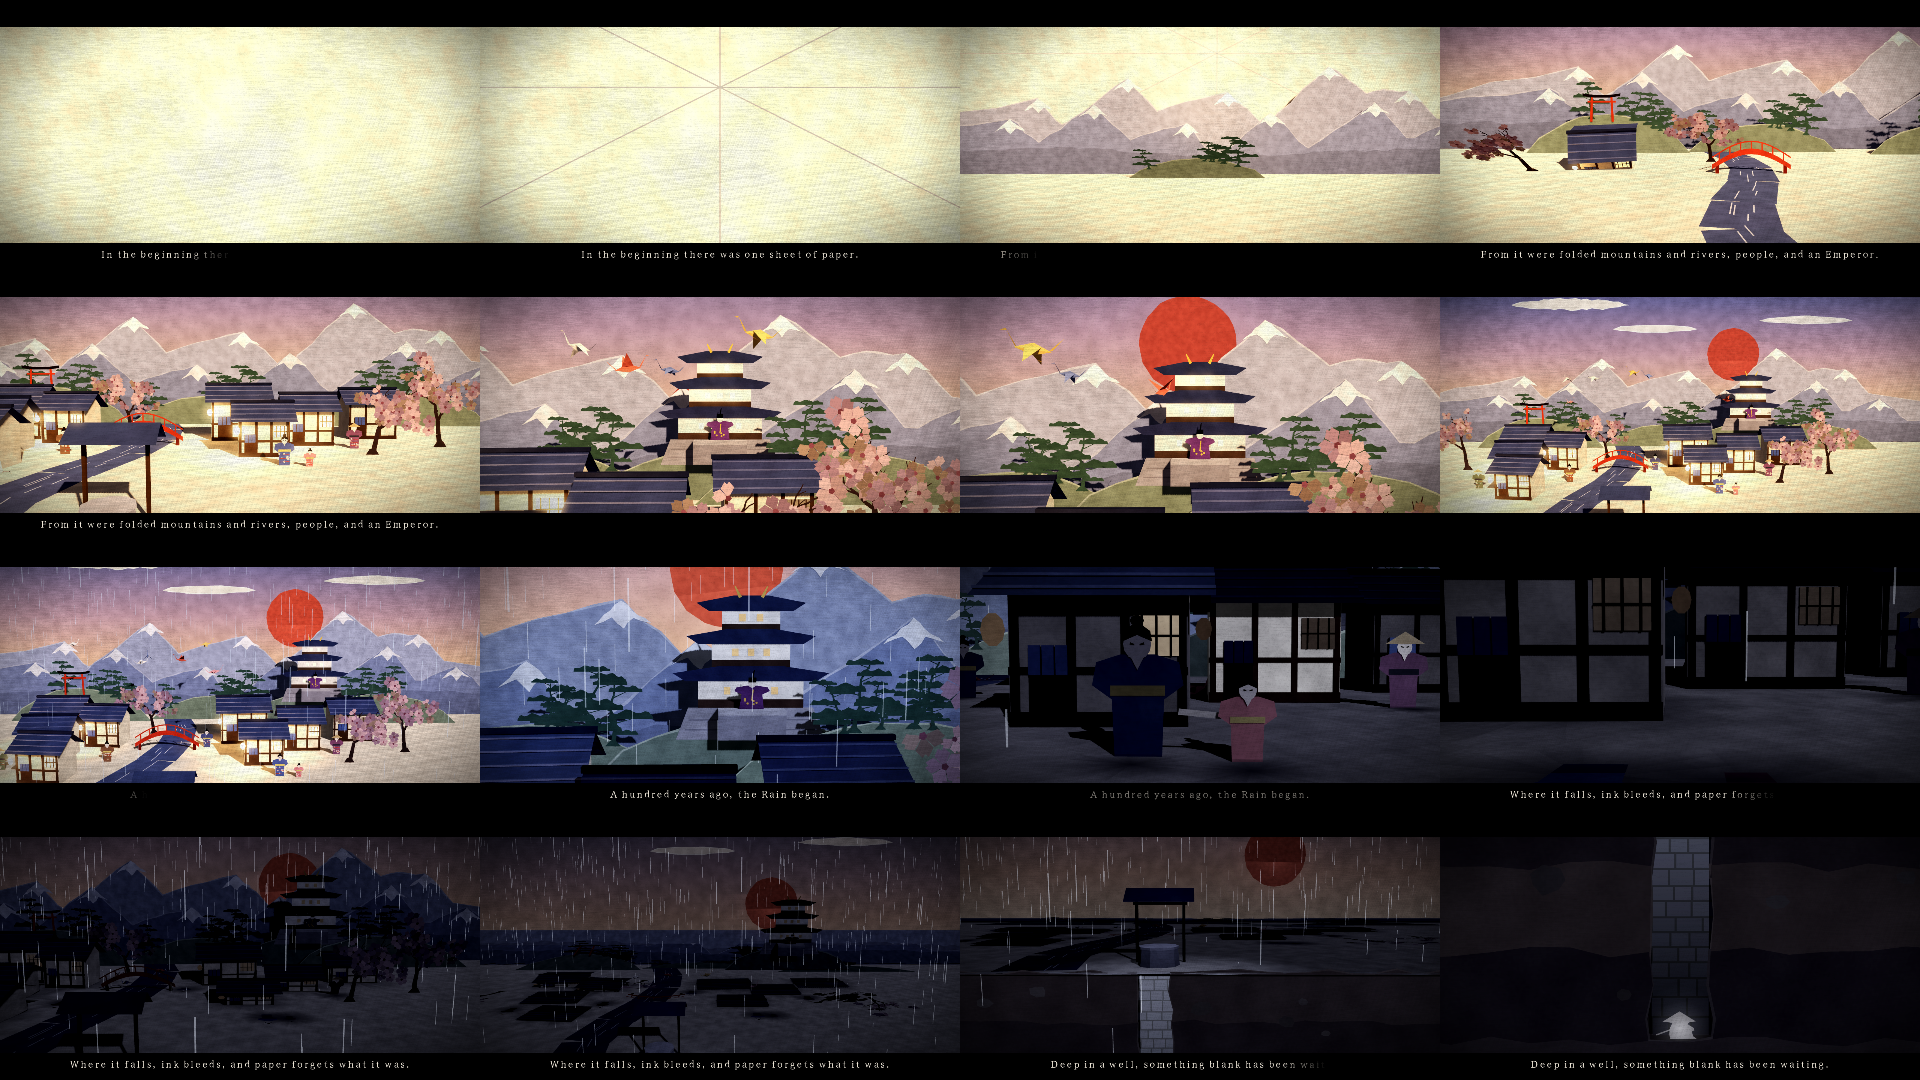 In the beginning the
In the beginning there was one sheet of paper.
From
From it were folded mountains and rivers, people, and an Emperor.
From it were folded mountains and rivers, people, and an Emperor.
A
A hundred years ago, the Rain began.
A hundred years ago, the Rain began.
Where it falls, ink bleeds, and paper forgets
Where it falls, ink bleeds, and paper forgets what it was.
Where it falls, ink bleeds, and paper forgets what it was.
Deep in a well, something blank has been wai
Deep in a well, something blank has been waiting.